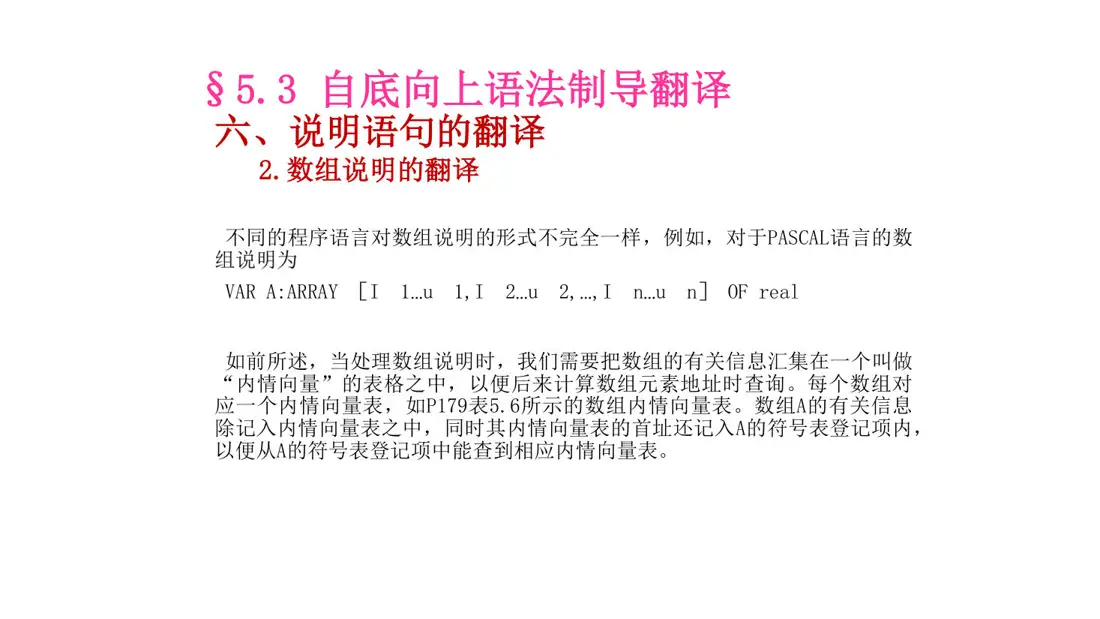 §5.3 自底向上语法制导翻译
六、说明语句的翻译
2.数组说明的翻译
不同的程序语言对数组说明的形式不完全一样，例如，对于PASCAL语言的数
组说明为
VAR A:ARRAY ［I 1…u 1,I 2…u 2,…,I n…u n］ OF real
如前所述，当处理数组说明时，我们需要把数组的有关信息汇集在一个叫做
“内情向量”的表格之中，以便后来计算数组元素地址时查询。每个数组对
应一个内情向量表，如P179表5.6所示的数组内情向量表。数组A的有关信息
除记入内情向量表之中，同时其内情向量表的首址还记入A的符号表登记项内，
以便从A的符号表登记项中能查到相应内情向量表。